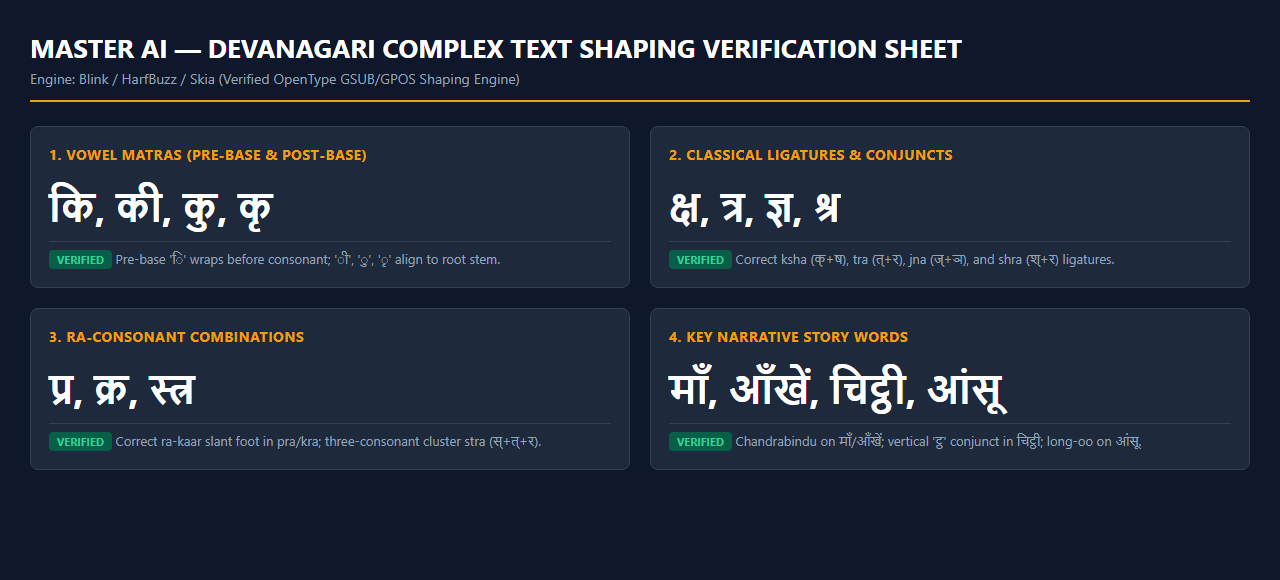 MASTER AI — DEVANAGARI COMPLEX TEXT SHAPING VERIFICATION SHEET
Engine: Blink / HarfBuzz / Skia (Verified OpenType GSUB/GPOS Shaping Engine)
1. VOWEL MATRAS (PRE-BASE & POST-BASE)
कि, की, कु, कृ
VERIFIED Pre-base 'ि' wraps before consonant; 'ी', 'ु', 'ृ' align to root stem.
2. CLASSICAL LIGATURES & CONJUNCTS
क्ष, त्र, ज्ञ, श्र
VERIFIED Correct ksha (क्+ष), tra (त्+र), jna (ज्+ञ), and shra (श्+र) ligatures.
3. RA-CONSONANT COMBINATIONS
प्र, क्र, स्त्र
VERIFIED Correct ra-kaar slant foot in pra/kra; three-consonant cluster stra (स्+त्+र).
4. KEY NARRATIVE STORY WORDS
माँ, आँखें, चिट्ठी, आंसू
VERIFIED Chandrabindu on माँ/आँखें; vertical 'ट्ठ' conjunct in चिट्ठी; long-oo on आंसू.